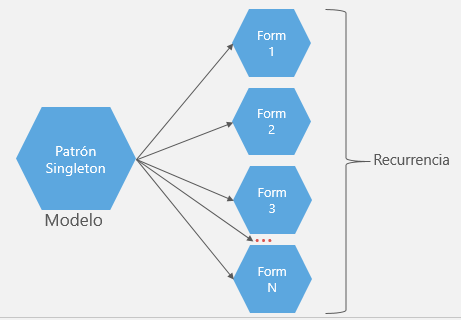 Form
1
Form
2
Patrón
Singleton
Modelo
Recurrencia
Form
3
...
Form
N